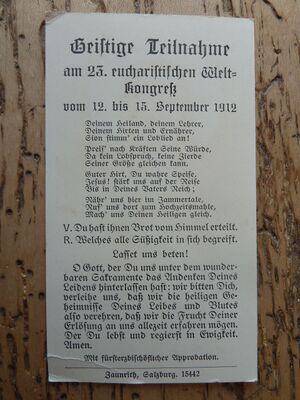 Geistige Teilnahme
am 23. eucharistischen Welt-
Kongreß
vom 12. bis 15. September 1912
Deinem Heiland, deinem Lehrer,
Deinem Hirten und Ernährer,
Sion stimm' ein Loblied an!
Preis' nach Kräften Seine Würde,
Da kein Lobspruch, keine Zierde
Seiner Größe gleichen kann.
Guter Hirt, Du wahre Speise,
Jesus! stärk uns auf der Reise
Bis in Deines Vaters Reich;
Nähr' uns hier im Jammertale,
Ruf' uns dort zum Hochzeitsmahle,
Mach' uns Deinen Heiligen gleich.
V. Du hast ihnen Brot vom Himmel erteilt.
R. Welches alle Süßigkeit in sich begreift.
Lasset uns beten!
O Gott, der Du uns unter dem wunder-
baren Sakramente das Andenken Deines
Leidens hinterlassen hast; wir bitten Dich,
verleihe uns, daß wir die heiligen Ge-
heimnisse Deines Leibes und Blutes
also verehren, daß wir die Frucht Deiner
Erlösung an uns allezeit erfahren mögen.
Der Du lebst und regierst in Ewigkeit.
Amen.
Mit fürsterzbischöflicher Approbation.
Zaunrith, Salzburg. 15442